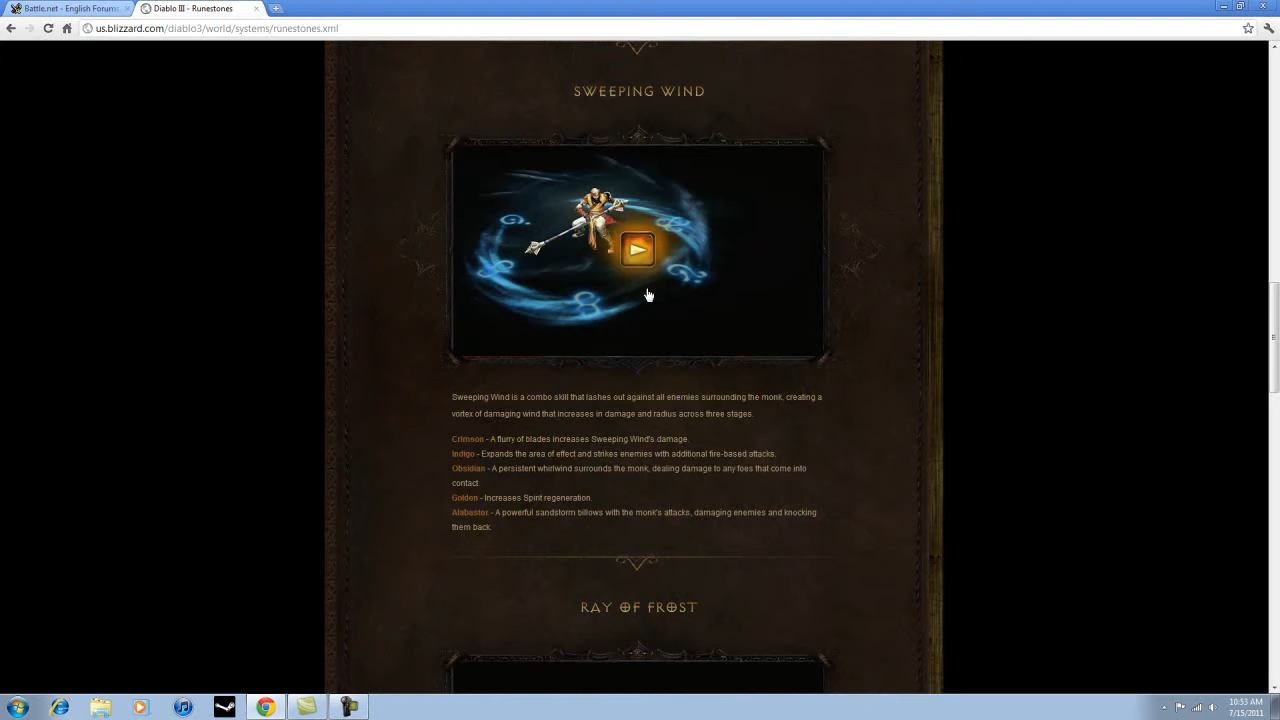 Battle.net - English Forums
Diablo III - Runestones
us.blizzard.com/diablo3/world/systems/runestones.xml
SWEEPING WIND
Sweeping Wind is a combo skill that lashes out against all enemies surrounding the monk, creating a
vortex of damaging wind that increases in damage and radius across three stages.
Crimson - A flurry of blades increases Sweeping Wind's damage.
Indigo - Expands the area of effect and strikes enemies with additional fire-based attacks.
Obsidian - A persistent whirlwind surrounds the monk, dealing damage to any foes that come into
contact.
Golden - Increases Spirit regeneration.
Alabaster - A powerful sandstorm billows with the monk's attacks, damaging enemies and knocking
them back.
RAY OF FROST
10:53 AM
7/15/2011